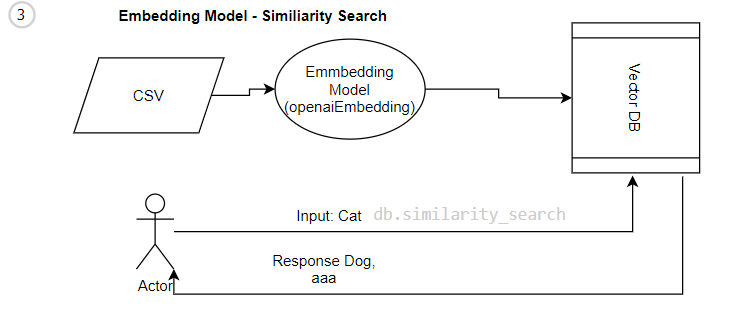 3
Embedding Model - Similiarity Search
CSV
Emmbedding
Model
(openaiEmbedding)
Vector DB
Input: Cat db.similarity_search
Response Dog,
aaa
Actor